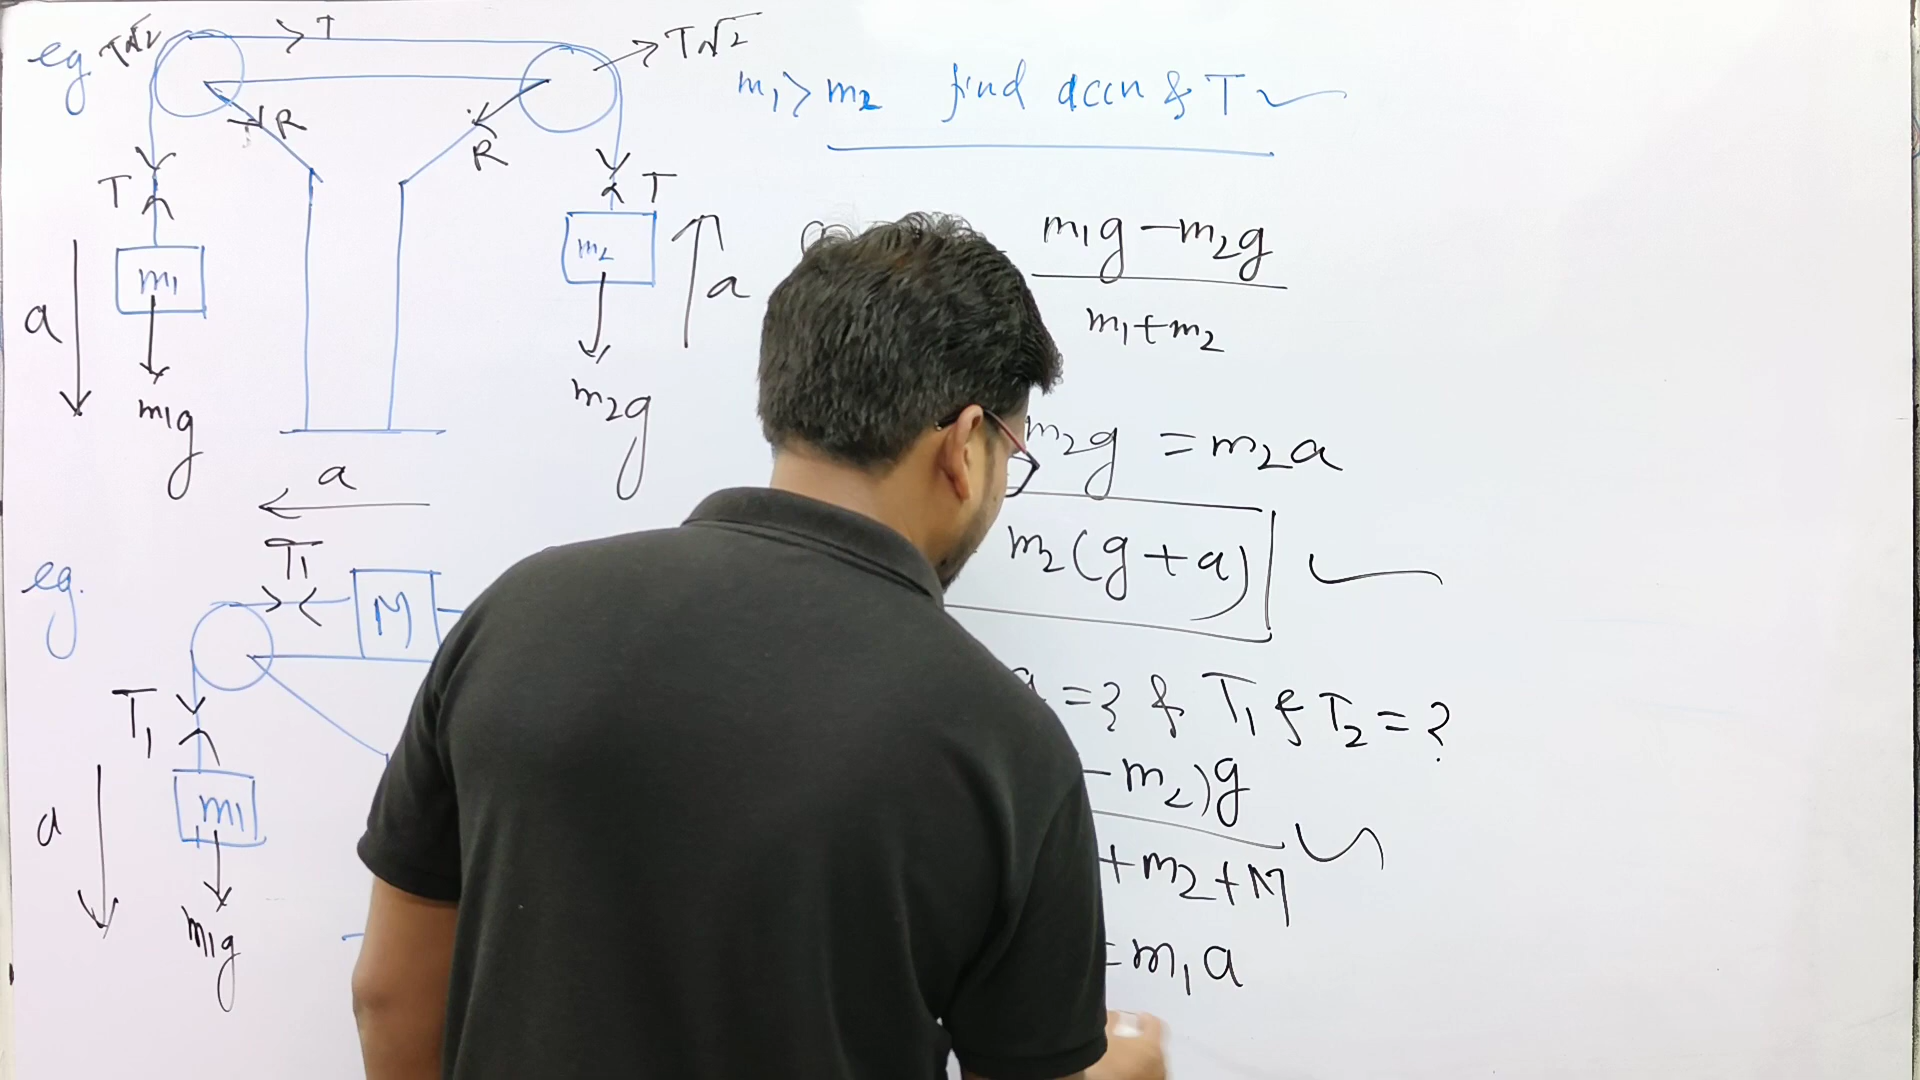 eg T√2 T T√2
m₁ > m₂ find accn & T
R R
T T
m₁ m₂
a a
m₁g m₂g
m₁g - m₂g
m₁ + m₂
m₂g = m₂a
m₂(g + a)
a
eg. T₁ M
T₁
m₁
a
m₁g
a = ? & T₁ & T₂ = ?
- m₂)g
+ m₂ + M
= m₁a